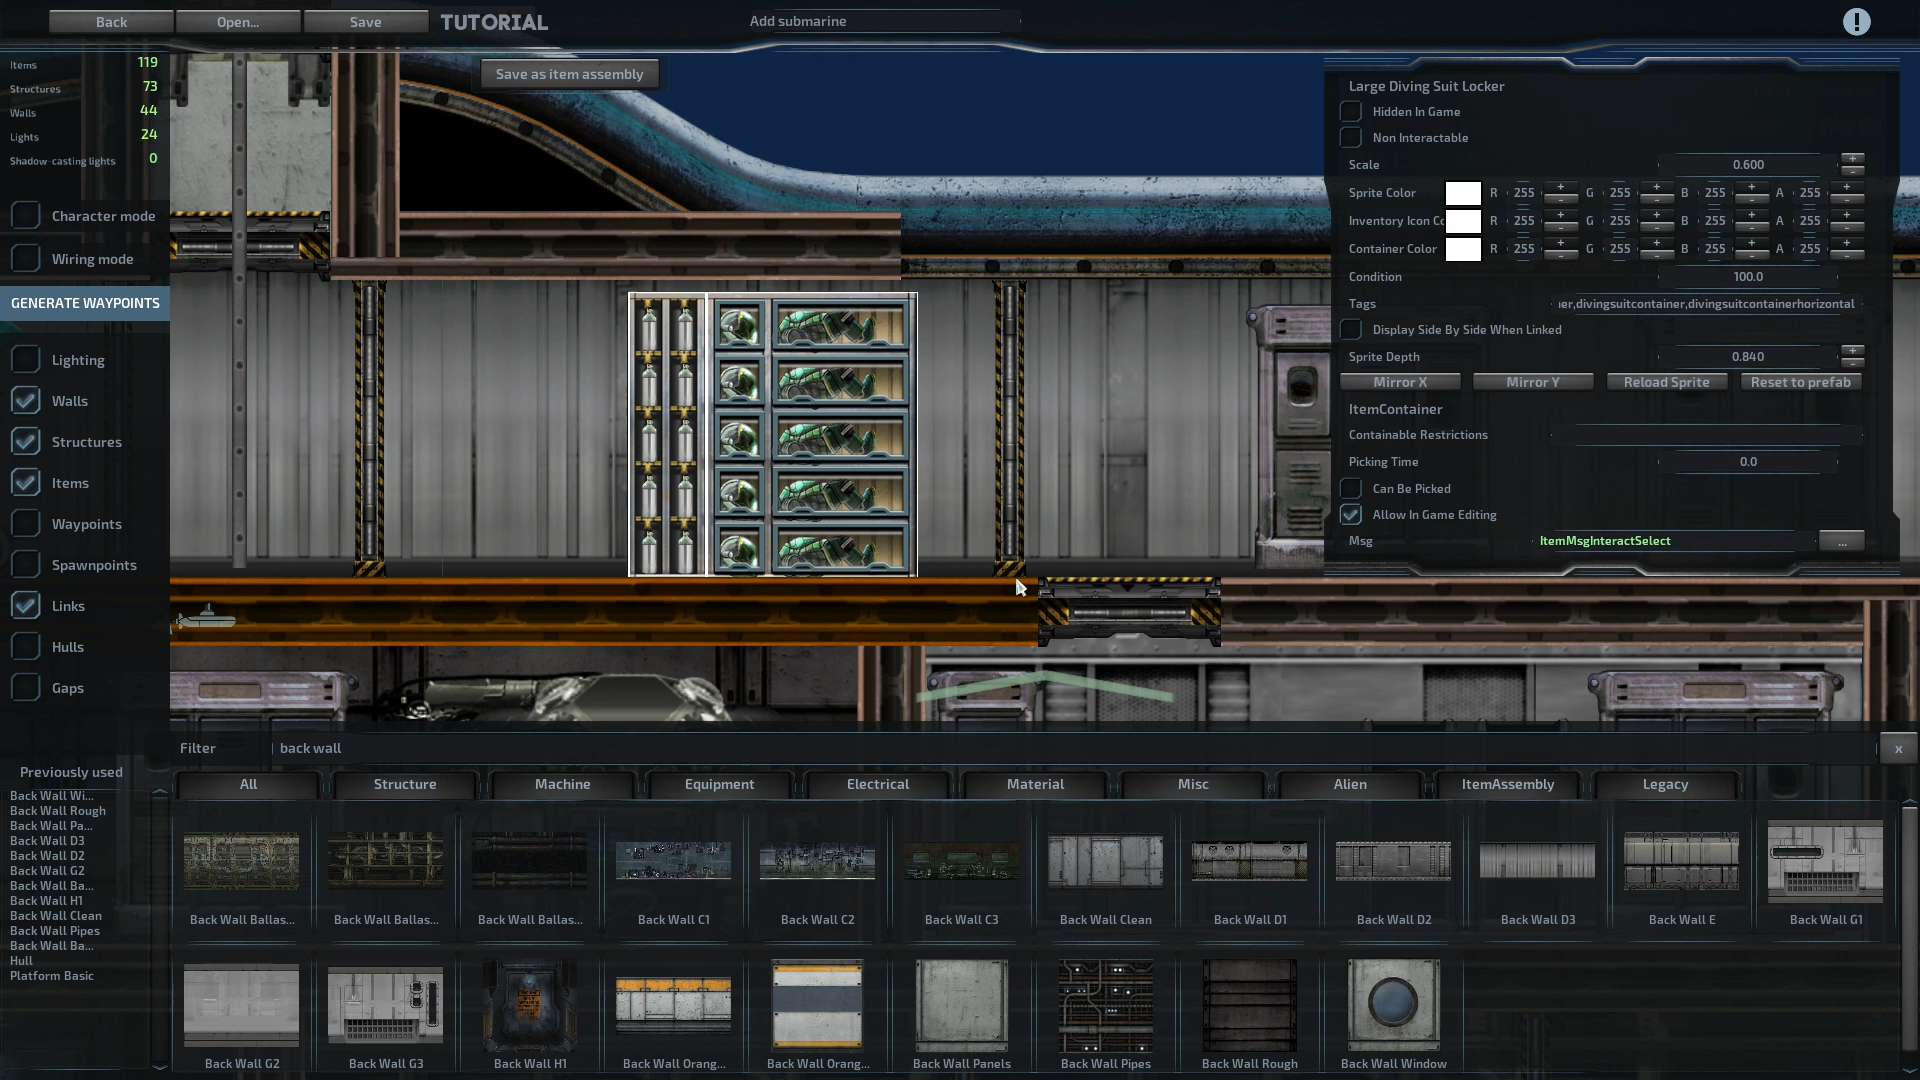 Back Open... Save TUTORIAL Add submarine
Items 119
Structures 73
Walls 44
Lights 24
Shadow-casting lights 0
Character mode
Wiring mode
GENERATE WAYPOINTS
Lighting
Walls
Structures
Items
Waypoints
Spawnpoints
Links
Hulls
Gaps
Save as item assembly
Large Diving Suit Locker
Hidden In Game
Non Interactable
Scale 0.600 + -
Sprite Color R 255 + - G 255 + - B 255 + - A 255 + -
Inventory Icon Co R 255 + - G 255 + - B 255 + - A 255 + -
Container Color R 255 + - G 255 + - B 255 + - A 255 + -
Condition 100.0
Tags ner,divingsuitcontainer,divingsuitcontainerhorizontal
Display Side By Side When Linked
Sprite Depth 0.840 + -
Mirror X Mirror Y Reload Sprite Reset to prefab
ItemContainer
Containable Restrictions
Picking Time 0.0
Can Be Picked
Allow In Game Editing
Msg ItemMsgInteractSelect ...
Filter back wall x
Previously used
Back Wall Wi...
Back Wall Rough
Back Wall Pa...
Back Wall D3
Back Wall D2
Back Wall G2
Back Wall Ba...
Back Wall H1
Back Wall Clean
Back Wall Pipes
Back Wall Ba...
Hull
Platform Basic
All Structure Machine Equipment Electrical Material Misc Alien ItemAssembly Legacy
Back Wall Ballas... Back Wall Ballas... Back Wall Ballas... Back Wall C1 Back Wall C2 Back Wall C3 Back Wall Clean Back Wall D1 Back Wall D2 Back Wall D3 Back Wall E Back Wall G1
Back Wall G2 Back Wall G3 Back Wall H1 Back Wall Orang... Back Wall Orang... Back Wall Panels Back Wall Pipes Back Wall Rough Back Wall Window